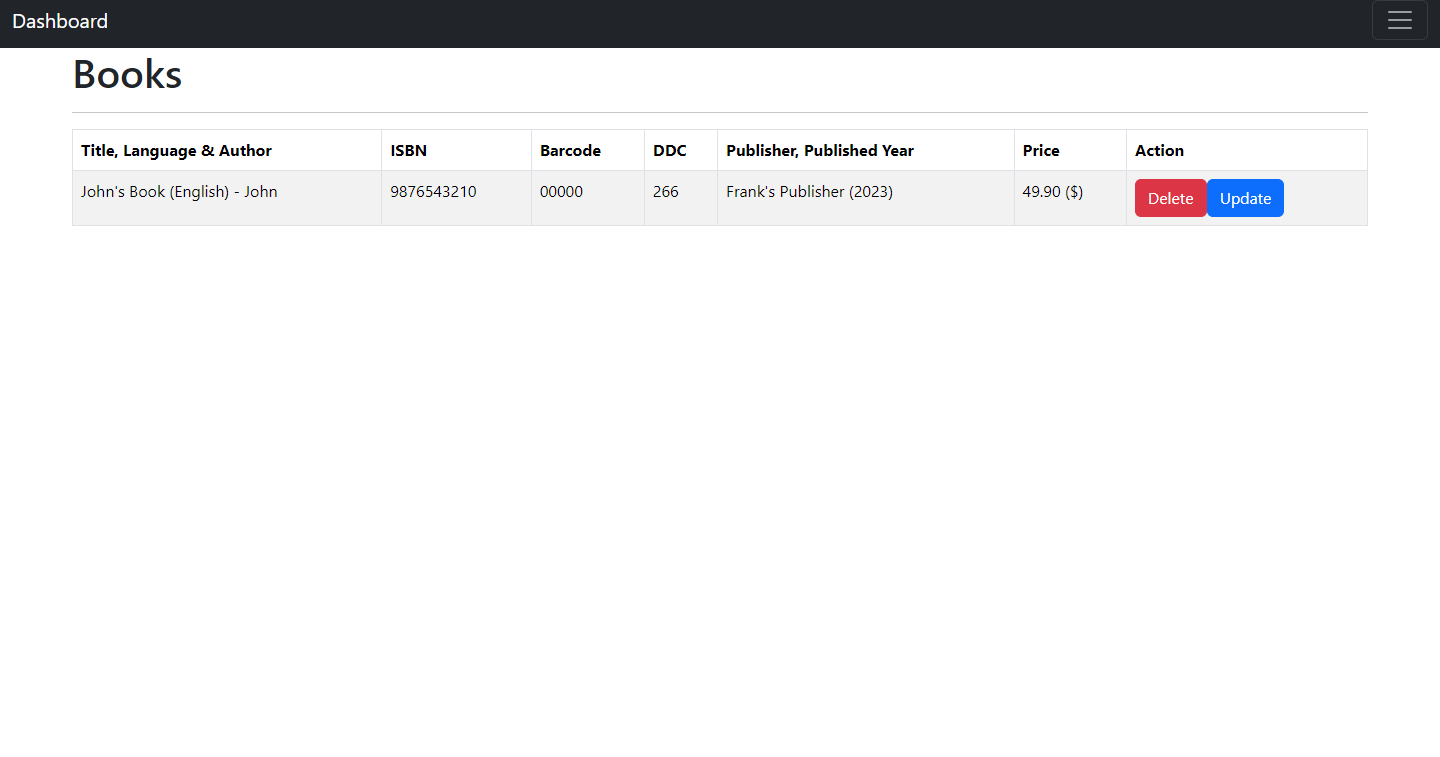 Dashboard
Books
Title, Language & Author ISBN Barcode DDC Publisher, Published Year Price Action
John's Book (English) - John 9876543210 00000 266 Frank's Publisher (2023) 49.90 ($) Delete Update